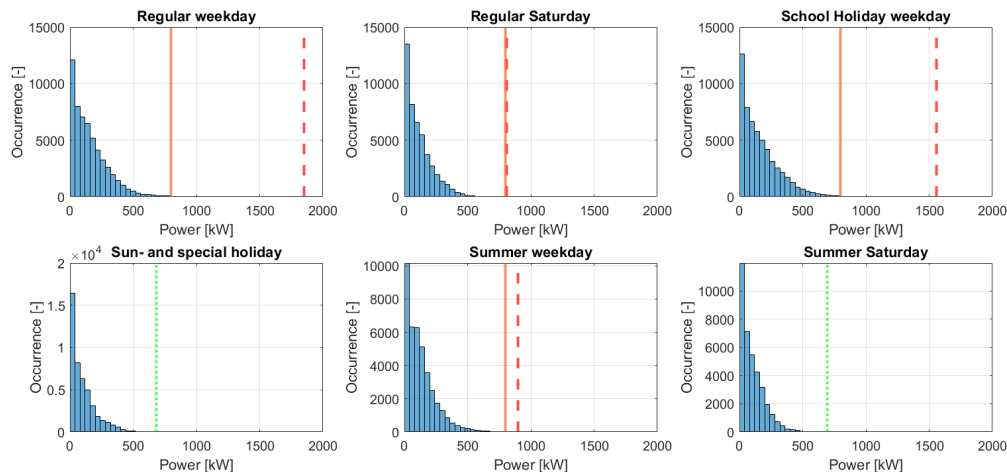 Regular weekday
15000
10000
5000
0
Occurrence [-]
0 500 1000 1500 2000
Power [kW]
Regular Saturday
15000
10000
5000
0
Occurrence [-]
0 500 1000 1500 2000
Power [kW]
School Holiday weekday
15000
10000
5000
0
Occurrence [-]
0 500 1000 1500 2000
Power [kW]
Sun- and special holiday
2 × 10^4
1.5
1
0.5
0
Occurrence [-]
0 500 1000 1500 2000
Power [kW]
Summer weekday
10000
8000
6000
4000
2000
0
Occurrence [-]
0 500 1000 1500 2000
Power [kW]
Summer Saturday
10000
8000
6000
4000
2000
0
Occurrence [-]
0 500 1000 1500 2000
Power [kW]